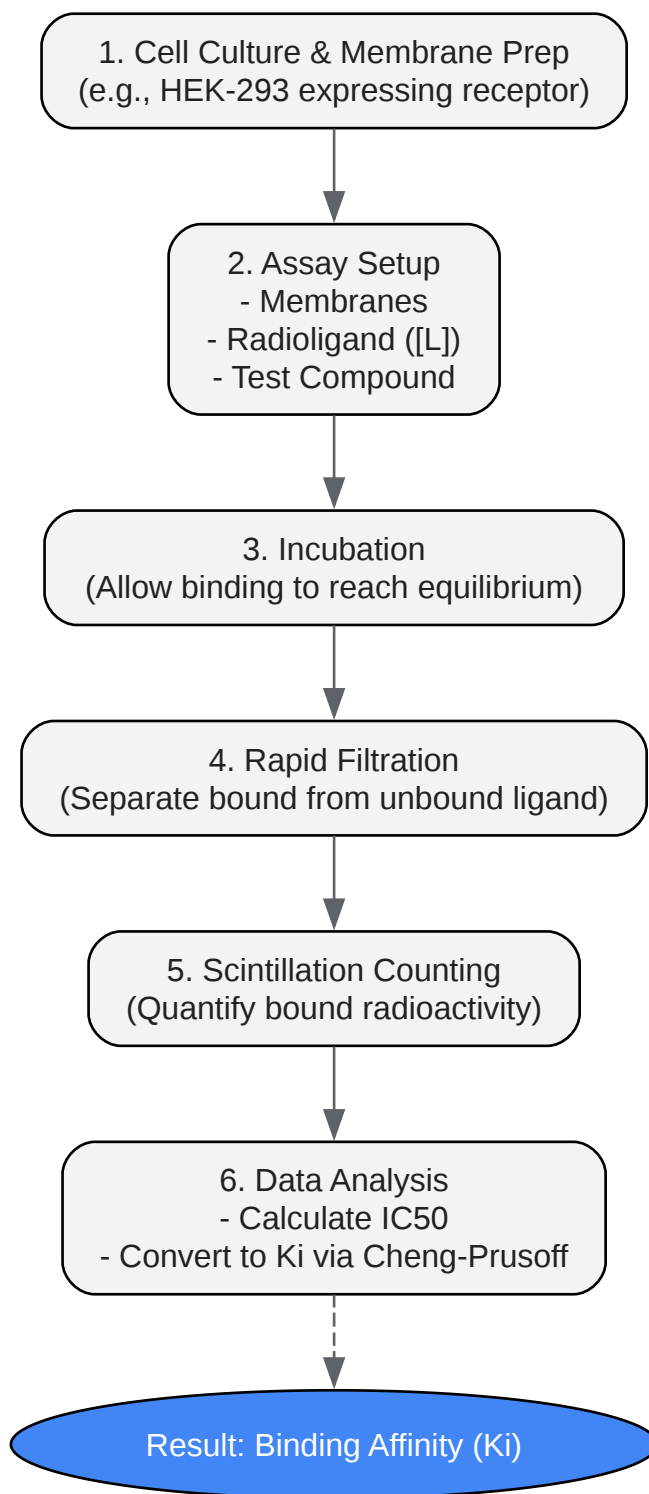 1. Cell Culture & Membrane Prep
(e.g., HEK-293 expressing receptor)
2. Assay Setup
- Membranes
- Radioligand ([L])
- Test Compound
3. Incubation
(Allow binding to reach equilibrium)
4. Rapid Filtration
(Separate bound from unbound ligand)
5. Scintillation Counting
(Quantify bound radioactivity)
6. Data Analysis
- Calculate IC50
- Convert to Ki via Cheng-Prusoff
Result: Binding Affinity (Ki)